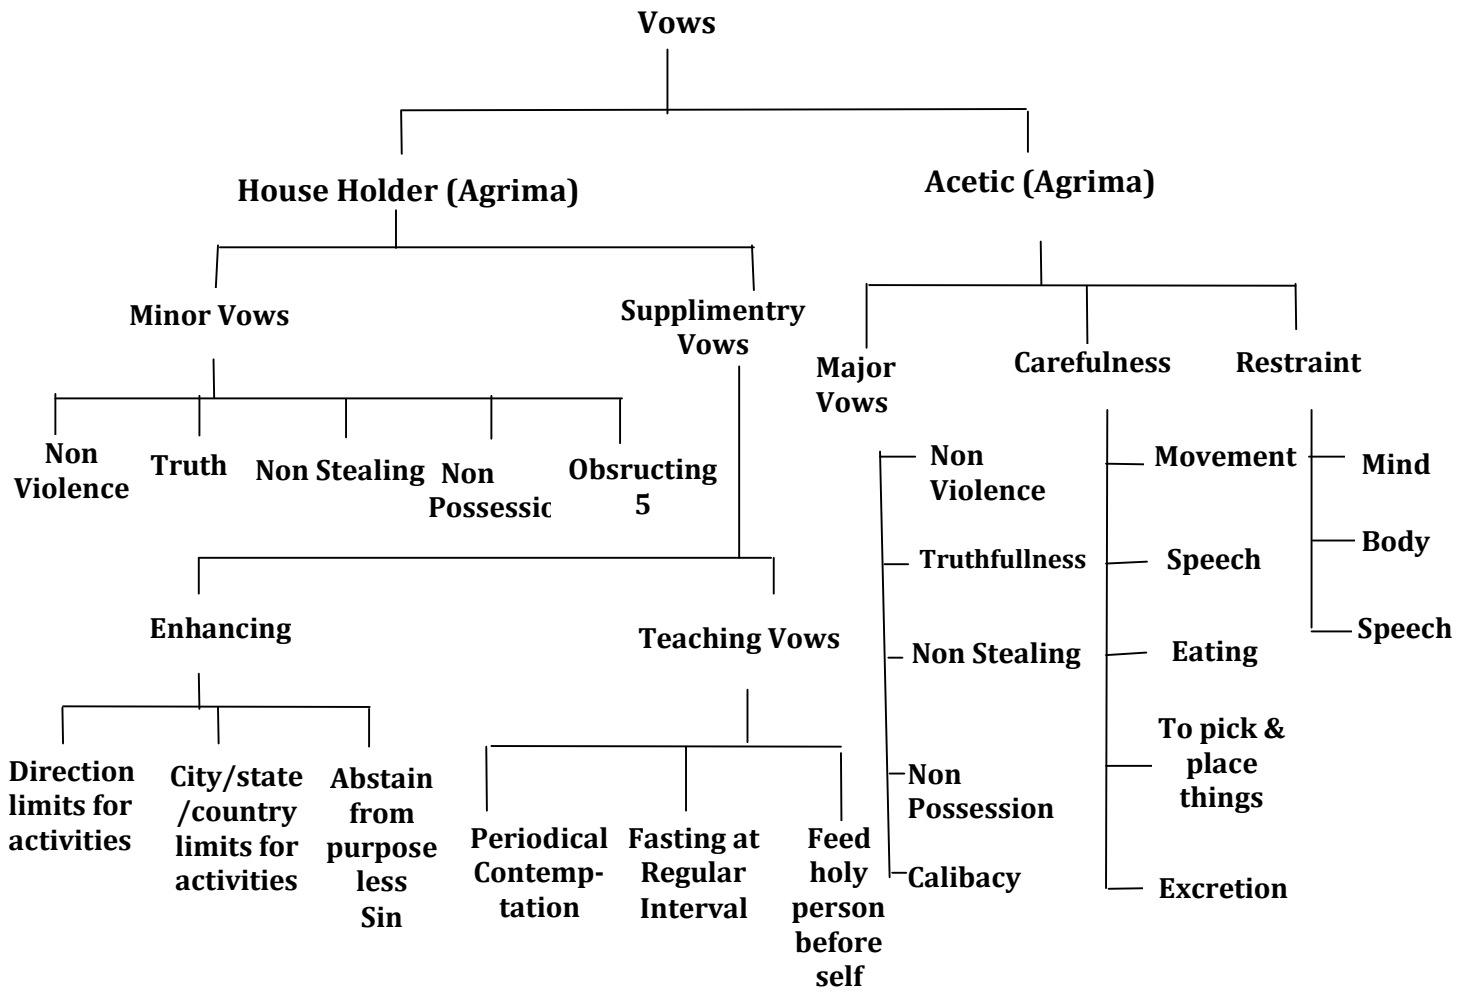 Vows
House Holder (Agrima)
Acetic (Agrima)
Minor Vows
Supplimentry
Vows
Major
Vows
Carefulness
Restraint
Non
Violence
Truth
Non Stealing
Non
Possessic
Obsructing
5
Non
Violence
Truthfullness
Non Stealing
Non
Possession
Calibacy
Movement
Speech
Eating
To pick &
place
things
Excretion
Mind
Body
Speech
Enhancing
Teaching Vows
Direction
limits for
activities
City/state
/country
limits for
activities
Abstain
from
purpose
less
Sin
Periodical
Contemp-
tation
Fasting at
Regular
Interval
Feed
holy
person
before
self